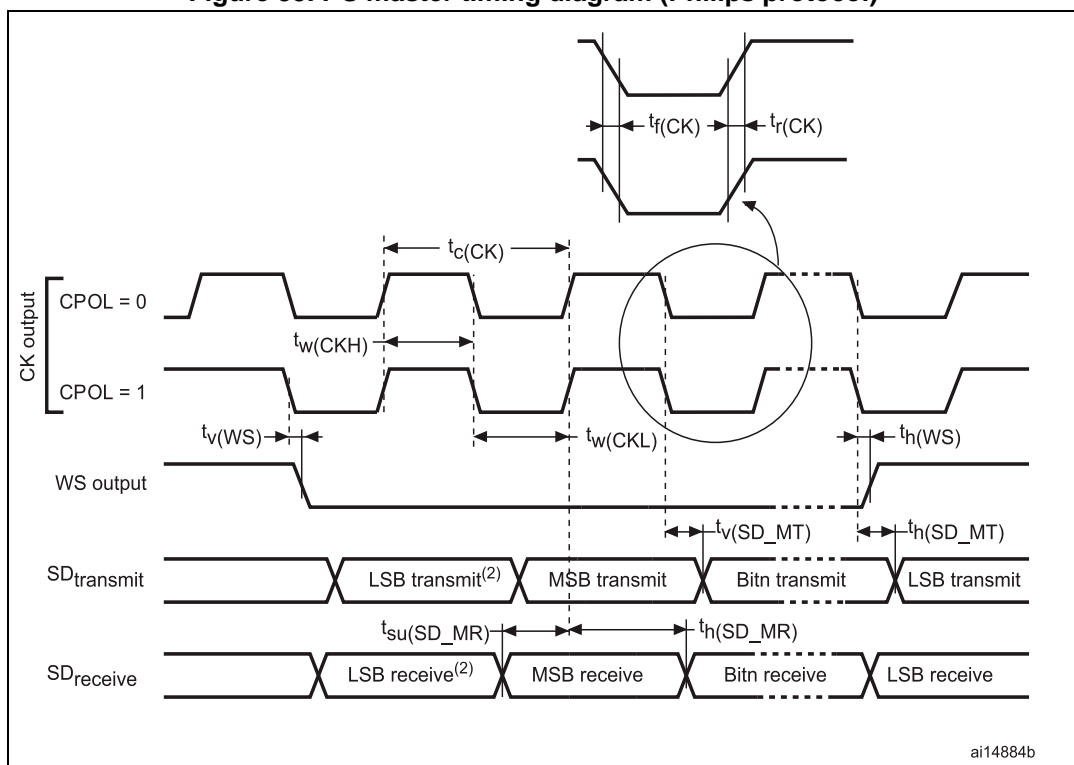 tf(CK)
tr(CK)
tc(CK)
CK output
CPOL = 0
tw(CKH)
CPOL = 1
tv(WS)
tw(CKL)
th(WS)
WS output
tv(SD_MT)
th(SD_MT)
SDtransmit
LSB transmit(2)
MSB transmit
Bitn transmit
LSB transmit
tsu(SD_MR)
th(SD_MR)
SDreceive
LSB receive(2)
MSB receive
Bitn receive
LSB receive
ai14884b